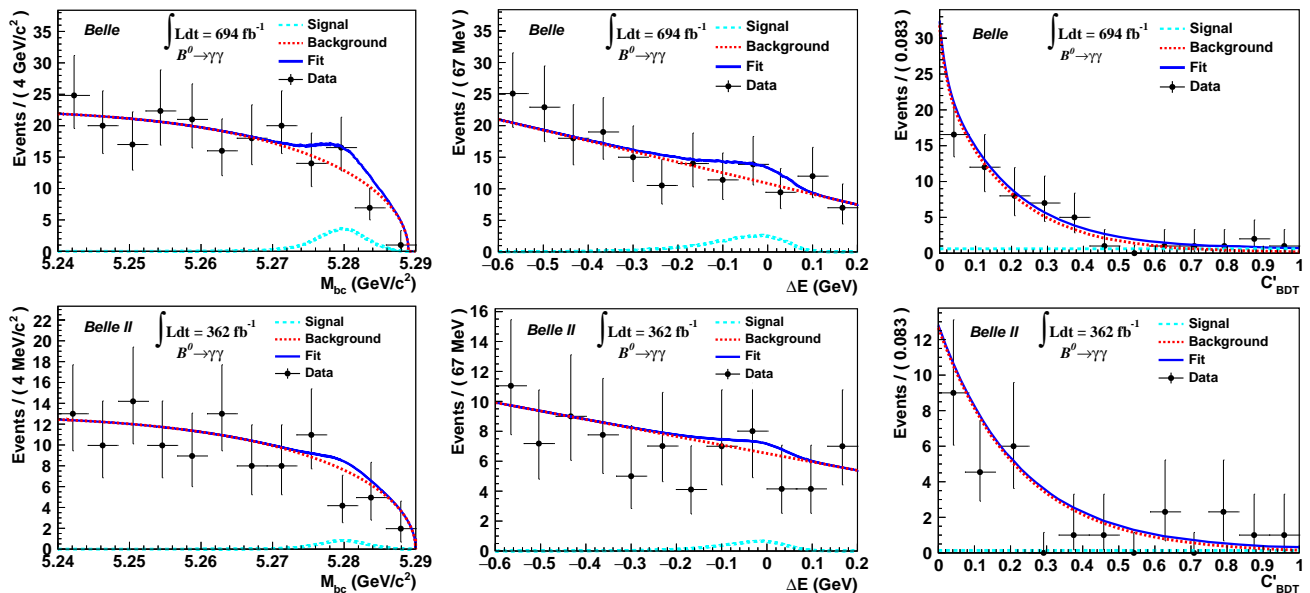 Events / ( 4 GeV/c²)
25
20
15
10
5
0
30
35
40
Belle
∫ Ldt = 694 fb⁻¹
B⁰→γγ
Signal
Background
Fit
Data
5.24 5.25 5.26 5.27 5.28 5.29
M_bc (GeV/c²)
Events / ( 67 MeV)
40
35
30
25
20
15
10
5
0
Belle
∫ Ldt = 694 fb⁻¹
B⁰→γγ
Signal
Background
Fit
Data
−0.6 −0.5 −0.4 −0.3 −0.2 −0.1 0 0.1 0.2
ΔE (GeV)
Events / ( 0.083)
30
25
20
15
10
5
0
Belle
∫ Ldt = 694 fb⁻¹
B⁰→γγ
Signal
Background
Fit
Data
0 0.1 0.2 0.3 0.4 0.5 0.6 0.7 0.8 0.9 1
C'_BDT
Events / ( 4 MeV/c²)
22
20
18
16
14
12
10
8
6
4
2
0
Belle II
∫ Ldt = 362 fb⁻¹
B⁰→γγ
Signal
Background
Fit
Data
5.24 5.25 5.26 5.27 5.28 5.29
M_bc (GeV/c²)
Events / ( 67 MeV)
16
14
12
10
8
6
4
2
0
Belle II
∫ Ldt = 362 fb⁻¹
B⁰→γγ
Signal
Background
Fit
Data
−0.6 −0.5 −0.4 −0.3 −0.2 −0.1 0 0.1 0.2
ΔE (GeV)
Events / ( 0.083)
12
10
8
6
4
2
0
Belle II
∫ Ldt = 362 fb⁻¹
B⁰→γγ
Signal
Background
Fit
Data
0 0.1 0.2 0.3 0.4 0.5 0.6 0.7 0.8 0.9 1
C'_BDT